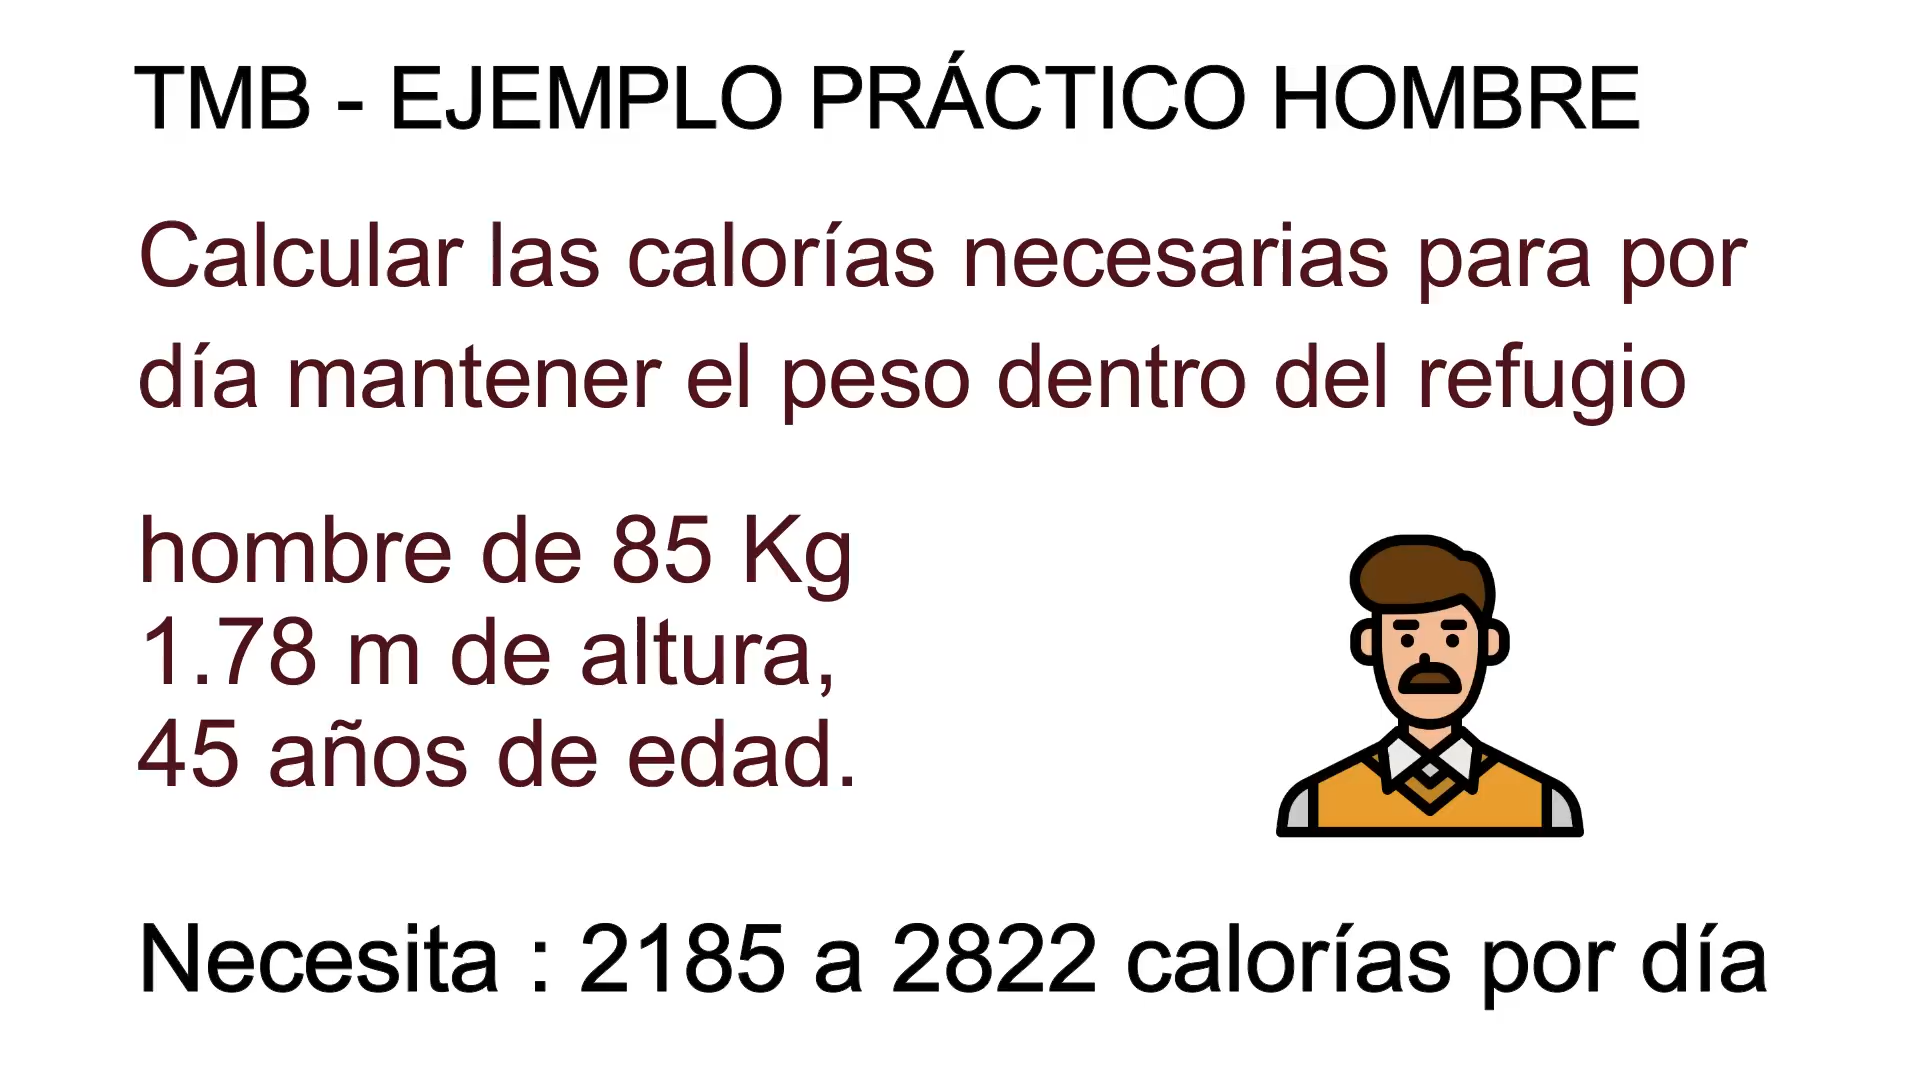 TMB - EJEMPLO PRÁCTICO HOMBRE
Calcular las calorías necesarias para por
día mantener el peso dentro del refugio
hombre de 85 Kg
1.78 m de altura,
45 años de edad.
Necesita : 2185 a 2822 calorías por día